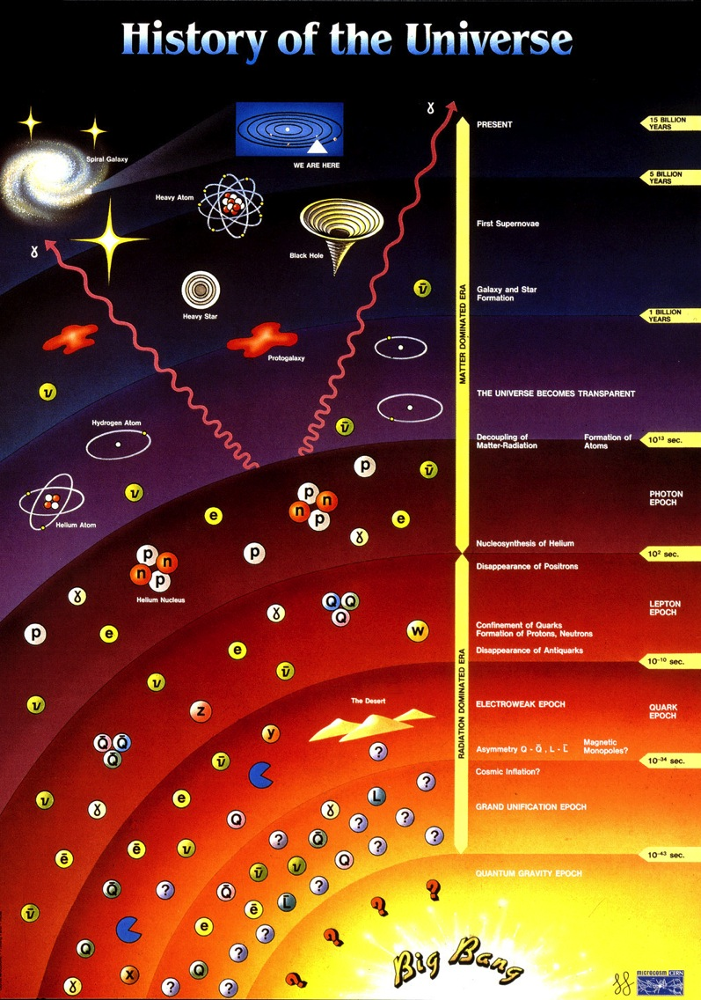 History of the Universe
ɣ
PRESENT
15 BILLION
YEARS
Spiral Galaxy
WE ARE HERE
5 BILLION
YEARS
Heavy Atom
First Supernovae
ɣ
Black Hole
ν̄
Galaxy and Star
Formation
Heavy Star
1 BILLION
YEARS
MATTER DOMINATED ERA
Protogalaxy
ν
THE UNIVERSE BECOMES TRANSPARENT
Hydrogen Atom
ν̄
Decoupling of
Matter-Radiation
Formation of
Atoms
10¹³ sec.
p
ν̄
ν
PHOTON
EPOCH
p n
n p
Helium Atom
e
e
ɣ
Nucleosynthesis of Helium
10² sec.
p
p n
n p
Disappearance of Positrons
Helium Nucleus
ɣ
Q Q
Q
LEPTON
EPOCH
ɣ
p
e
w
Confinement of Quarks
Formation of Protons, Neutrons
e
Disappearance of Antiquarks
10⁻¹⁰ sec.
ν̄
ν
RADIATION DOMINATED ERA
ν
The Desert
ELECTROWEAK EPOCH
QUARK
EPOCH
z
y
Q̄ Q̄
Q̄
?
Asymmetry Q - Q̄ , L - L̄
Magnetic
Monopoles?
ν̄
10⁻³⁴ sec.
Cosmic Inflation?
?
ν
e
L
ɣ
ɣ
GRAND UNIFICATION EPOCH
Q
?
?
?
Q̄
?
?
ē
ē
ν
Q
10⁻⁴³ sec.
ν̄
ν
QUANTUM GRAVITY EPOCH
Q̄
?
Q̄
?
?
ν̄
ē
L̄
?
e
?
?
Q
?
Big Bang
x
Q
?
ɣ
?
?
microcosm CERN